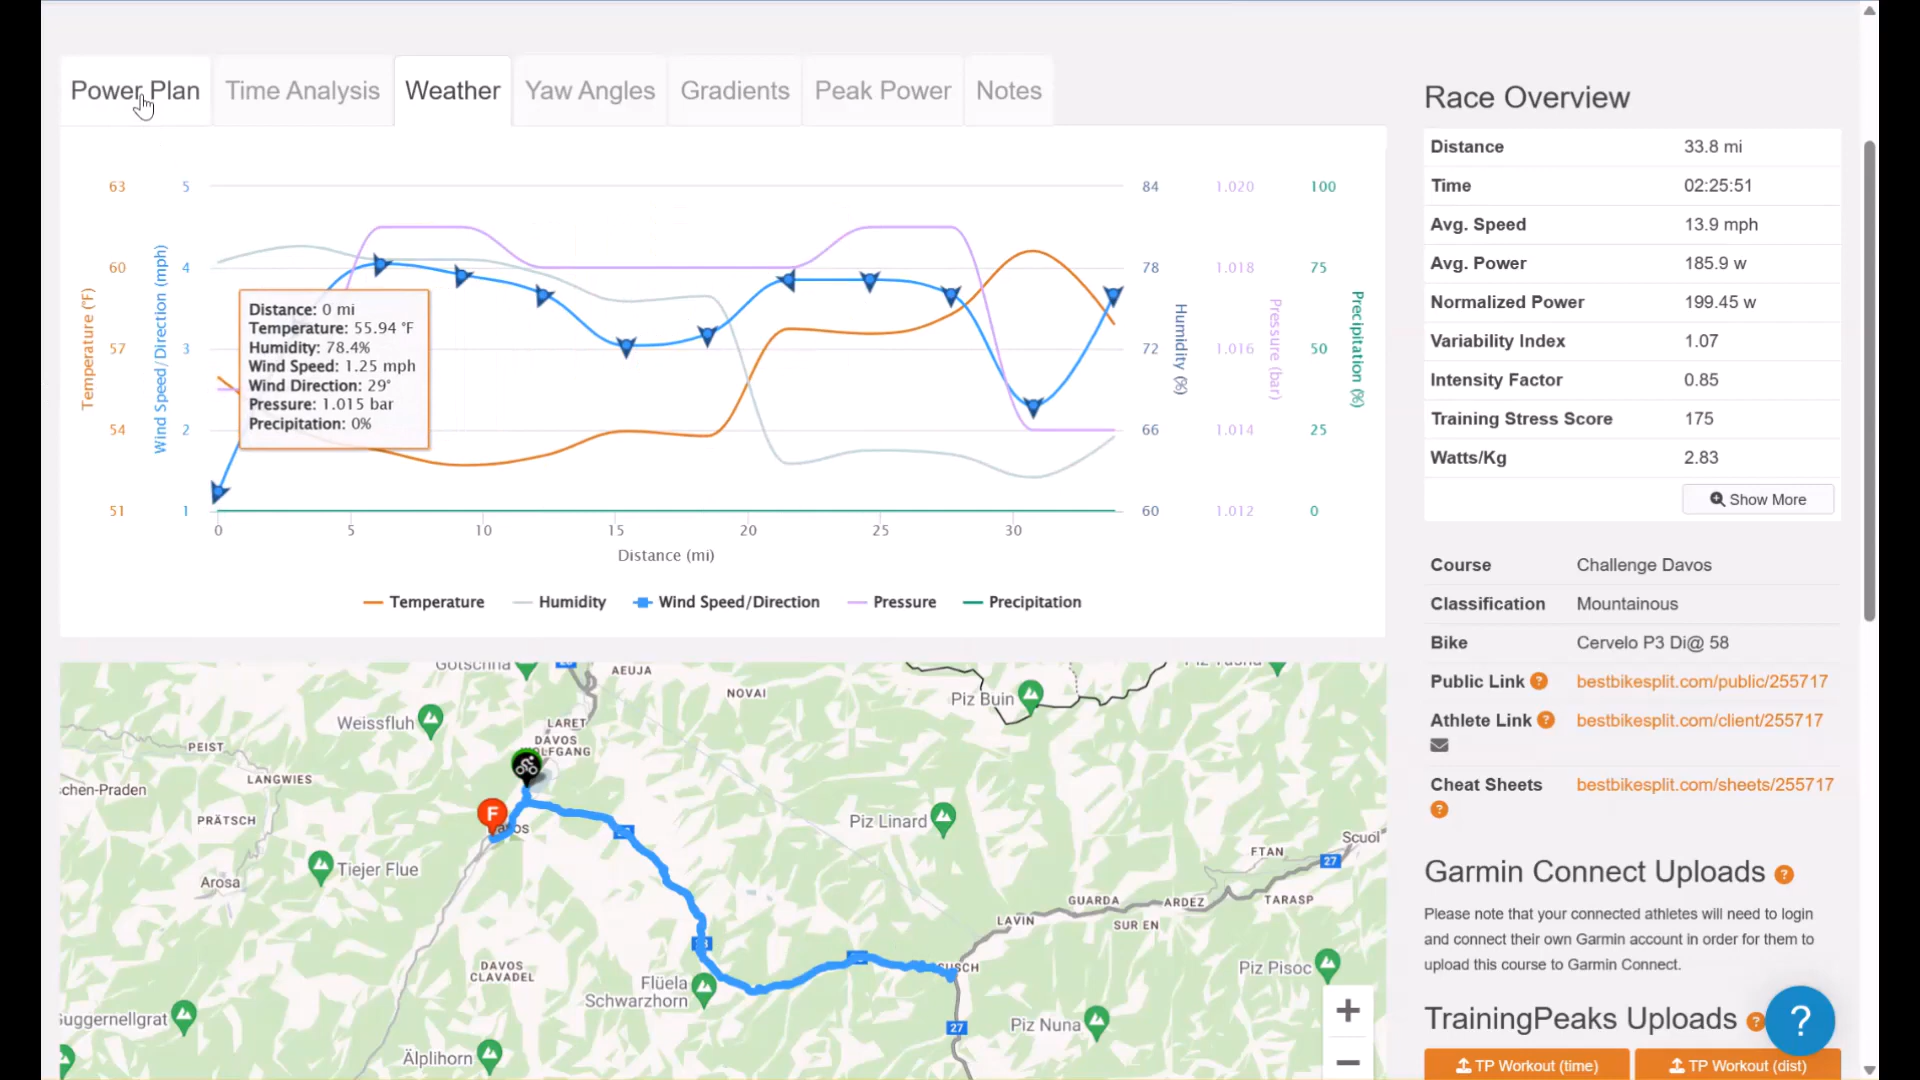 Power Plan
Time Analysis
Weather
Yaw Angles
Gradients
Peak Power
Notes
63
60
57
54
51
Temperature (°F)
5
4
3
2
1
Wind Speed/Direction (mph)
Distance: 0 mi
Temperature: 55.94 °F
Humidity: 78.4%
Wind Speed: 1.25 mph
Wind Direction: 29°
Pressure: 1.015 bar
Precipitation: 0%
84
78
72
66
60
Humidity (%)
1.020
1.018
1.016
1.014
1.012
Pressure (bar)
100
75
50
25
0
Precipitation (%)
0 5 10 15 20 25 30
Distance (mi)
Temperature
Humidity
Wind Speed/Direction
Pressure
Precipitation
Gotschna
AEUJA
NOVAI
Piz Buin
Weissfluh
LARET
DAVOS
WOLFGANG
PEIST
LANGWIES
schen-Praden
PRÄTSCH
F
Davos
Piz Linard
Scuol
FTAN
27
Tiejer Flue
Arosa
GUARDA
ARDEZ
TARASP
LAVIN
SUR EN
DAVOS
CLAVADEL
Flüela
Schwarzhorn
SUSCH
Piz Pisoc
Guggernellgrat
27
Piz Nuna
Älplihorn
+
−
Race Overview
Distance 33.8 mi
Time 02:25:51
Avg. Speed 13.9 mph
Avg. Power 185.9 w
Normalized Power 199.45 w
Variability Index 1.07
Intensity Factor 0.85
Training Stress Score 175
Watts/Kg 2.83
Show More
Course Challenge Davos
Classification Mountainous
Bike Cervelo P3 Di@ 58
Public Link ? bestbikesplit.com/public/255717
Athlete Link ? bestbikesplit.com/client/255717
Cheat Sheets ? bestbikesplit.com/sheets/255717
Garmin Connect Uploads ?
Please note that your connected athletes will need to login
and connect their own Garmin account in order for them to
upload this course to Garmin Connect.
TrainingPeaks Uploads ?
?
TP Workout (time)
TP Workout (dist)